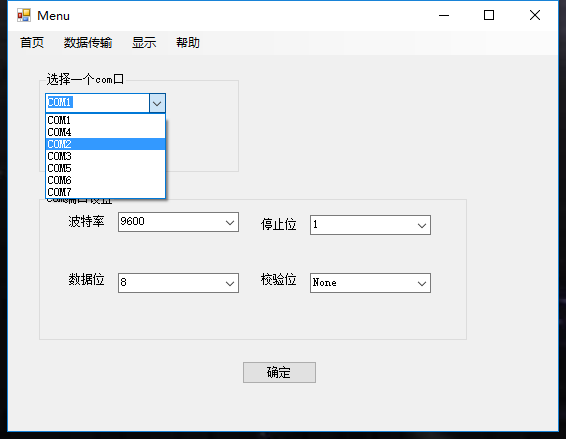 Menu
首页 数据传输 显示 帮助
选择一个com口
COM1
COM1
COM4
COM2
COM3
COM5
COM6
COM7
波特率 9600 停止位 1
数据位 8 校验位 None
确定